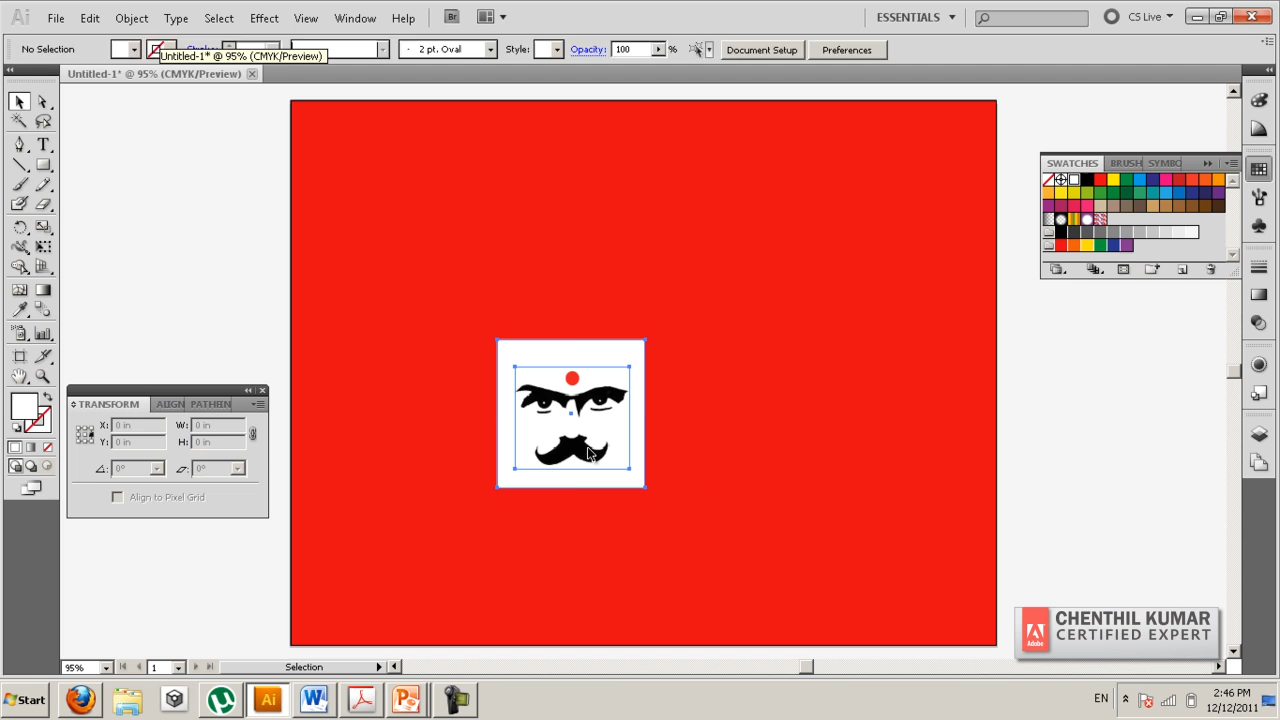 Ai File Edit Object Type Select Effect View Window Help Br ESSENTIALS CS Live
No Selection 2 pt. Oval Style: Opacity: 100 % Document Setup Preferences
Untitled-1* @ 95% (CMYK/Preview)
Untitled-1* @ 95% (CMYK/Preview)
SWATCHES BRUSH SYMBO
TRANSFORM ALIGN PATHFIN
X: 0 in W: 0 in
Y: 0 in H: 0 in
0° 0°
Align to Pixel Grid
CHENTHIL KUMAR
CERTIFIED EXPERT
Adobe
95% 1 Selection
Start Ai EN 2:46 PM
12/12/2011